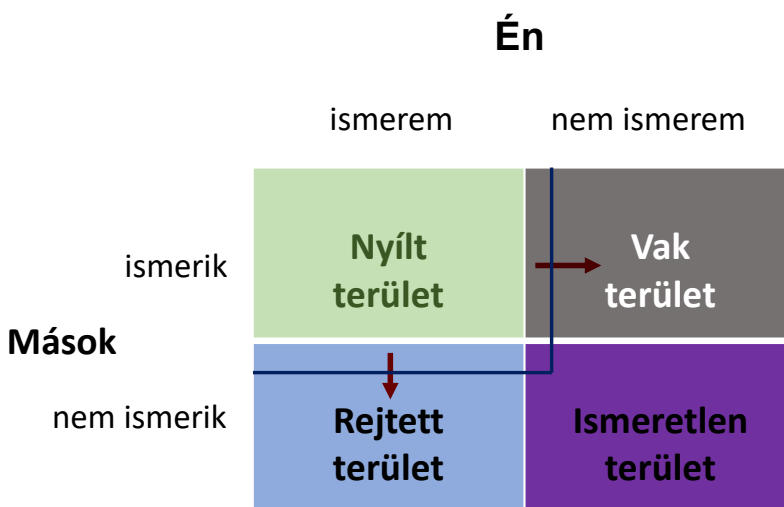 Én
ismerem
nem ismerem
ismerik
Nyílt
terület
Vak
terület
Mások
nem ismerik
Rejtett
terület
Ismeretlen
terület